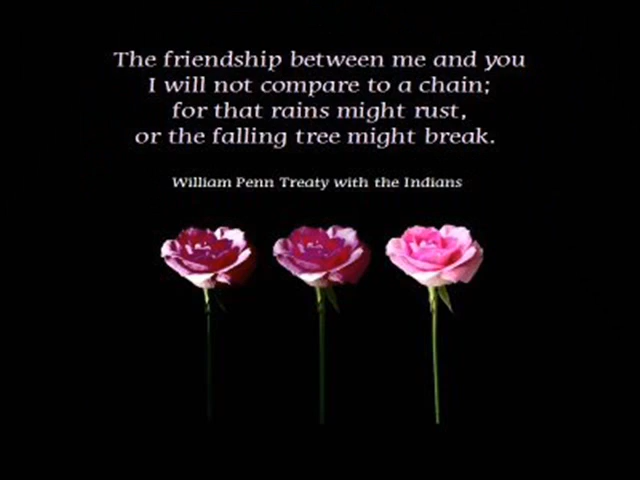 The friendship between me and you
I will not compare to a chain;
for that rains might rust,
or the falling tree might break.
William Penn Treaty with the Indians